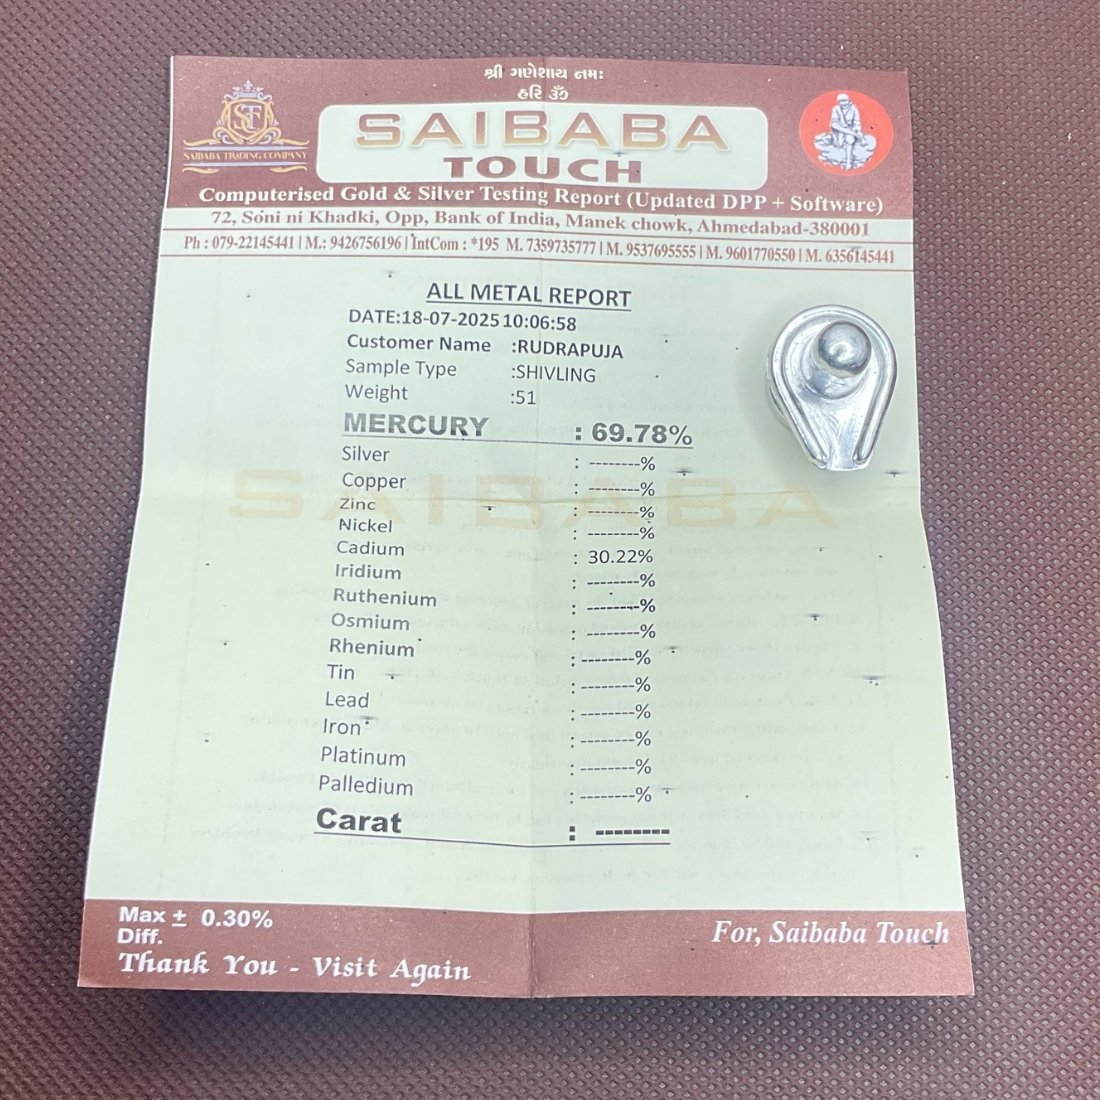 શ્રી ગણેશાય નમઃ
હરિ ૐ
STC
SAIBABA TRADING COMPANY
SAIBABA
TOUCH
Computerised Gold & Silver Testing Report (Updated DPP + Software)
72, Soni ni Khadki, Opp, Bank of India, Manek chowk, Ahmedabad-380001
Ph : 079-22145441 | M.: 9426756196 | IntCom : *195 M. 7359735777 | M. 9537695555 | M. 9601770550 | M. 6356145441
ALL METAL REPORT
DATE:18-07-2025 10:06:58
Customer Name :RUDRAPUJA
Sample Type :SHIVLING
Weight :51
MERCURY : 69.78%
Silver : --------%
Copper : --------%
Zinc : --------%
Nickel : --------%
Cadium : 30.22%
Iridium : --------%
Ruthenium : --------%
Osmium : --------%
Rhenium : --------%
Tin : --------%
Lead : --------%
Iron : --------%
Platinum : --------%
Palledium : --------%
Carat : --------
SAIBABA
Max ± 0.30%
Diff.
Thank You - Visit Again
For, Saibaba Touch